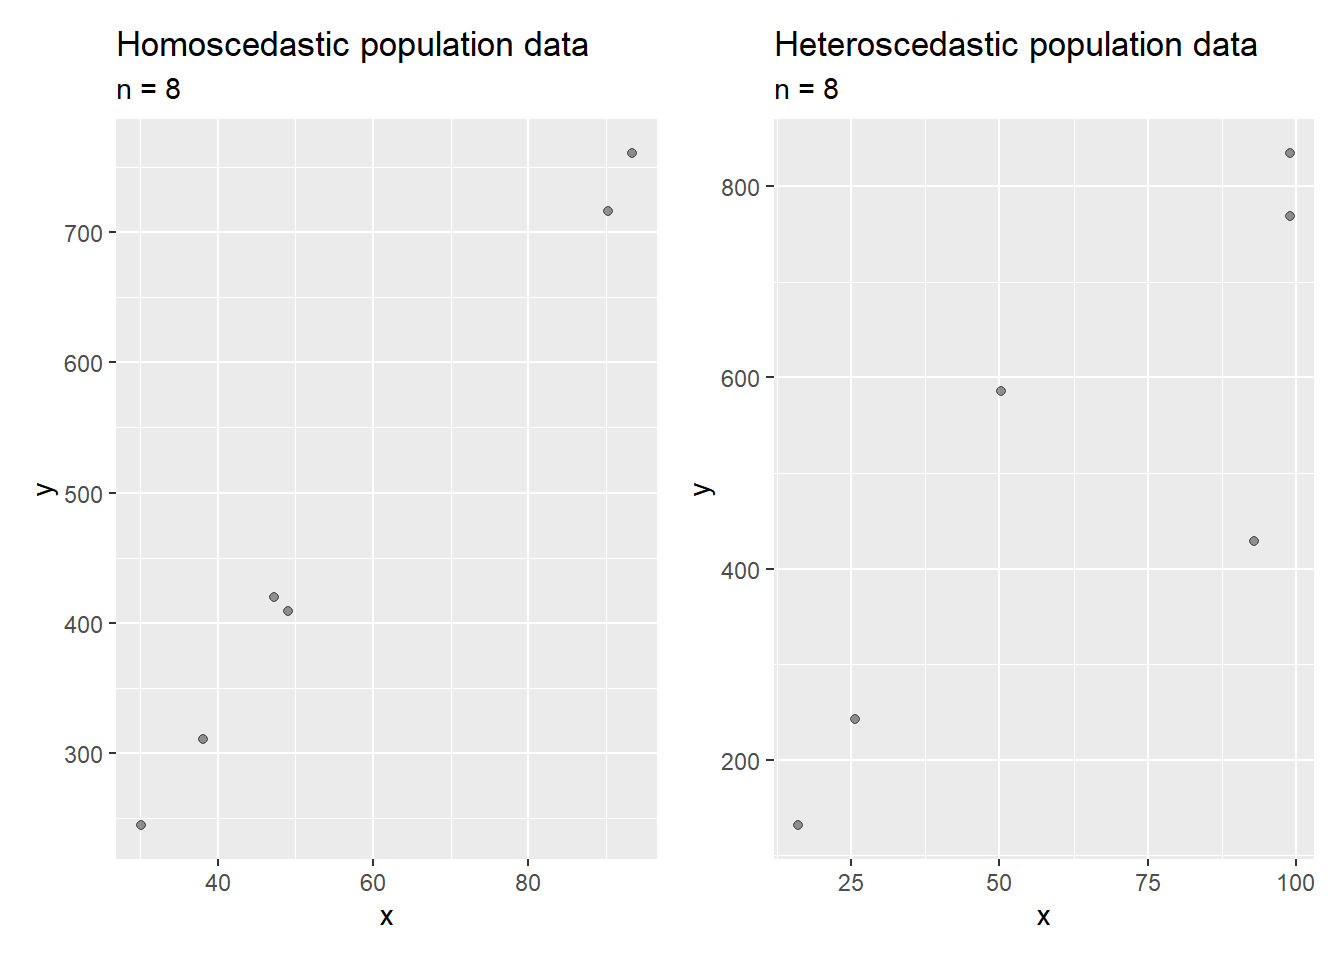 Homoscedastic population data
n = 8
700
600
500
400
300
y
40 60 80
x
Heteroscedastic population data
n = 8
800
600
400
200
y
25 50 75 100
x